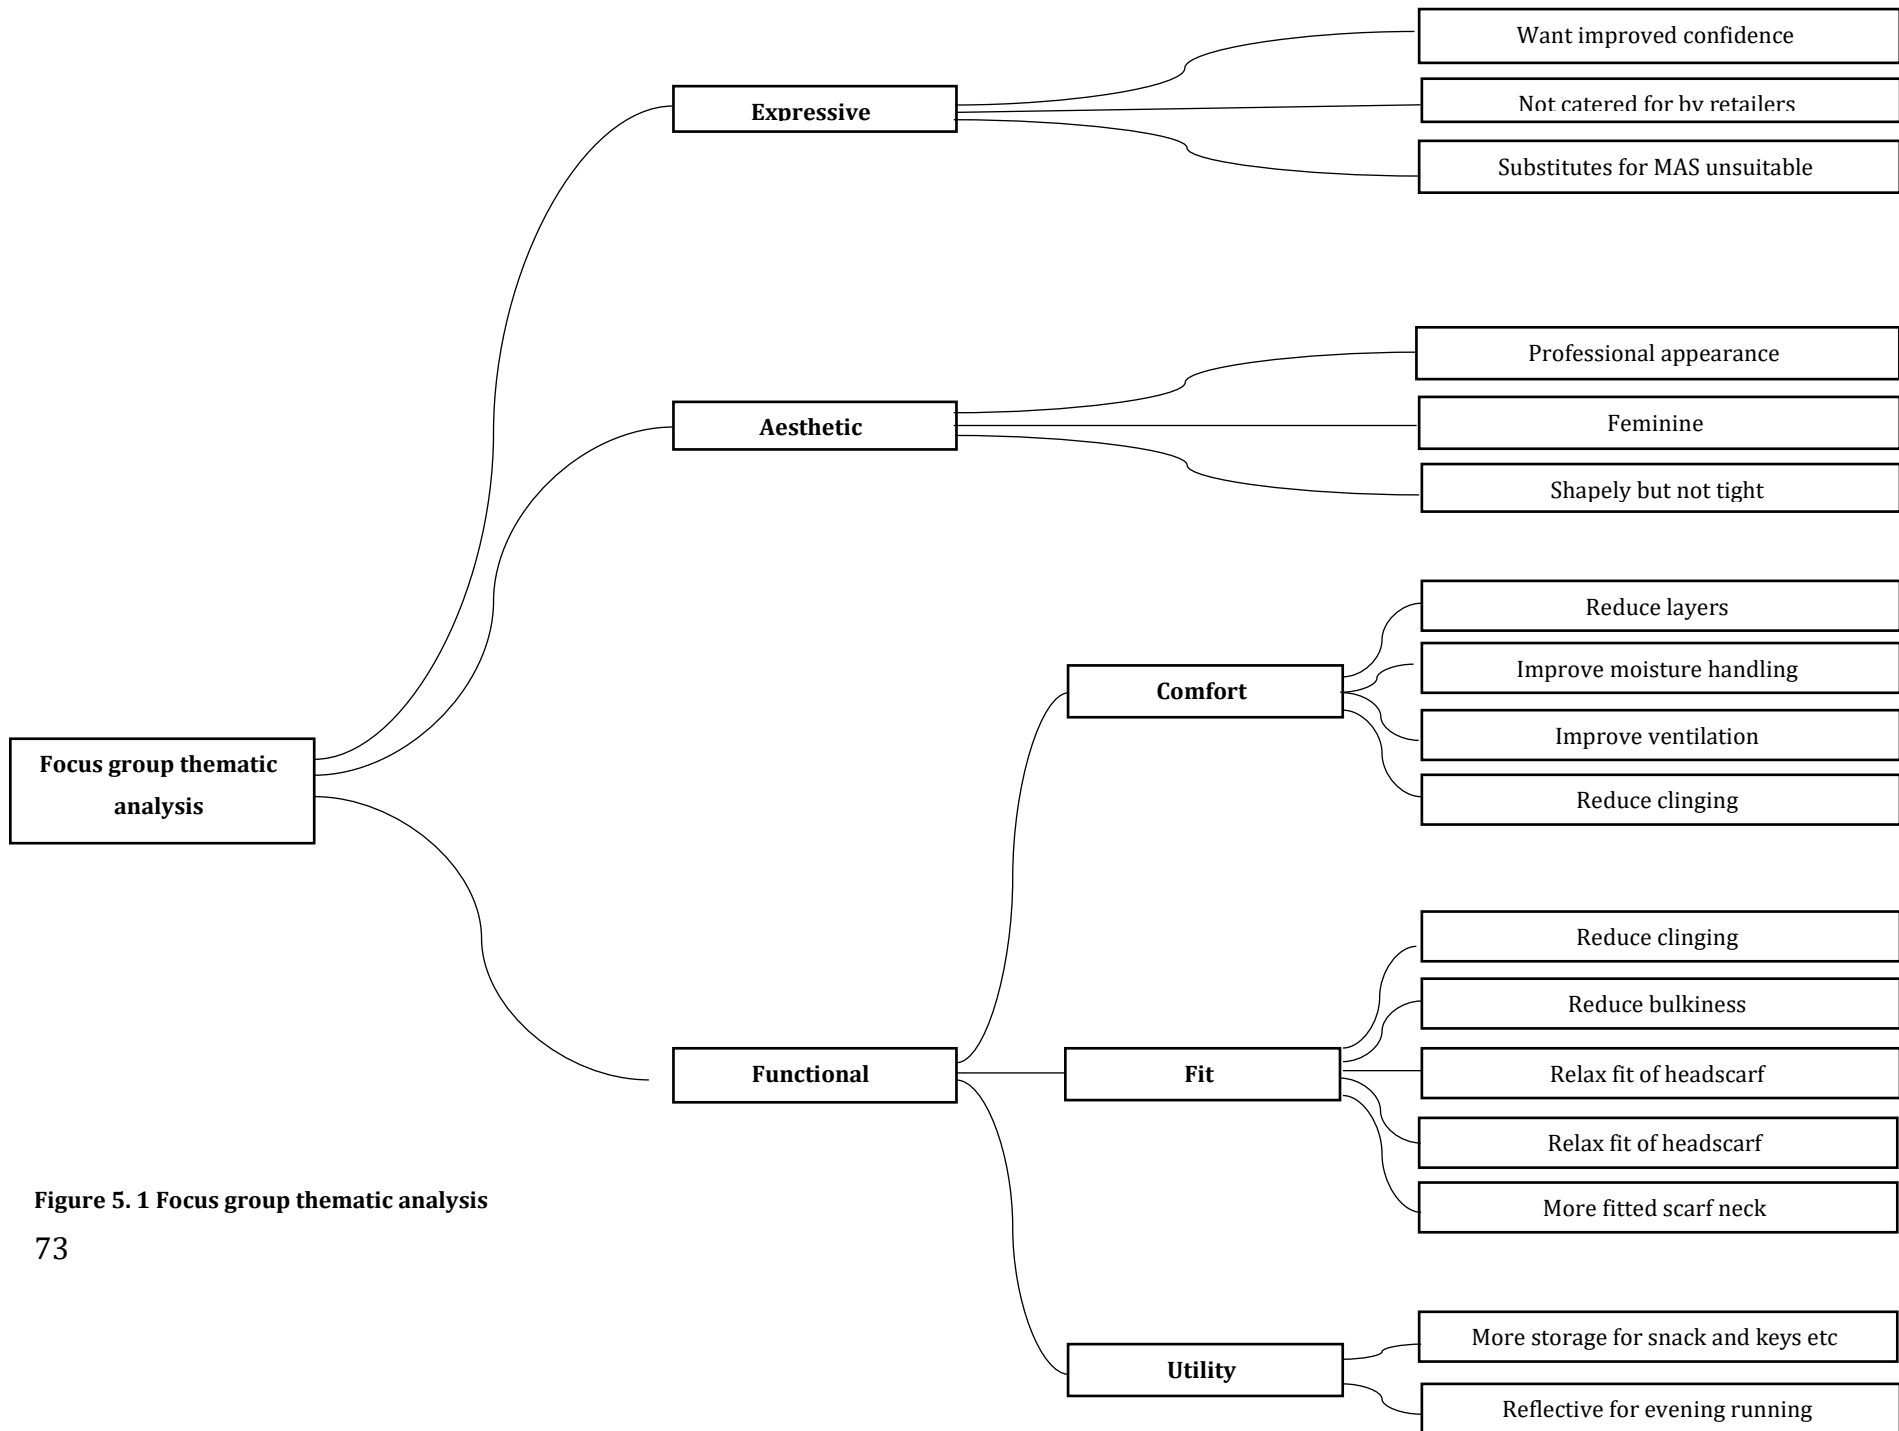 Want improved confidence
Expressive
Not catered for by retailers
Substitutes for MAS unsuitable
Professional appearance
Aesthetic
Feminine
Shapely but not tight
Reduce layers
Comfort
Improve moisture handling
Improve ventilation
Reduce clinging
Focus group thematic
analysis
Reduce clinging
Reduce bulkiness
Functional
Fit
Relax fit of headscarf
Relax fit of headscarf
More fitted scarf neck
Utility
More storage for snack and keys etc
Reflective for evening running
Figure 5. 1 Focus group thematic analysis
73